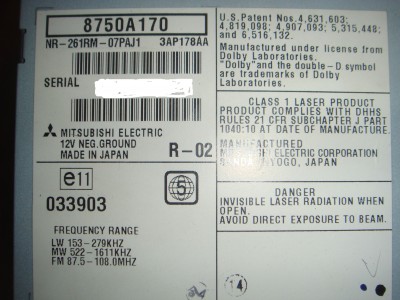 8750A170
NR-261RM-07PAJ1 3AP178AA
SERIAL
MITSUBISHI ELECTRIC
12V NEG,GROUND
MADE IN JAPAN R-02
e11
5
033903
FREQUENCY RANGE
LW 153-279KHZ
MW 522-1611KHZ
FM 87.5-108.0MHZ
U.S.Patent Nos.4,631,603;
4,819,098; 4,907,093; 5,315,448;
and 6,516,132
Manufactured under license from
Dolby Laboratories.
"Dolby" and the double-D symbol
are trademarks of Dolby
Laboratories.
CLASS 1 LASER PRODUCT
PRODUCT COMPLIES WITH DHHS
RULES 21 CFR SUBCHAPTER J PART
1040:10 AT DATE OF MANUFACTURE.
MANUFACTURED
ELECTRIC CORPORATION
JAPAN
DANGER
INVISIBLE LASER RADIATION WHEN
OPEN.
AVOID DIRECT EXPOSURE TO BEAM.
14